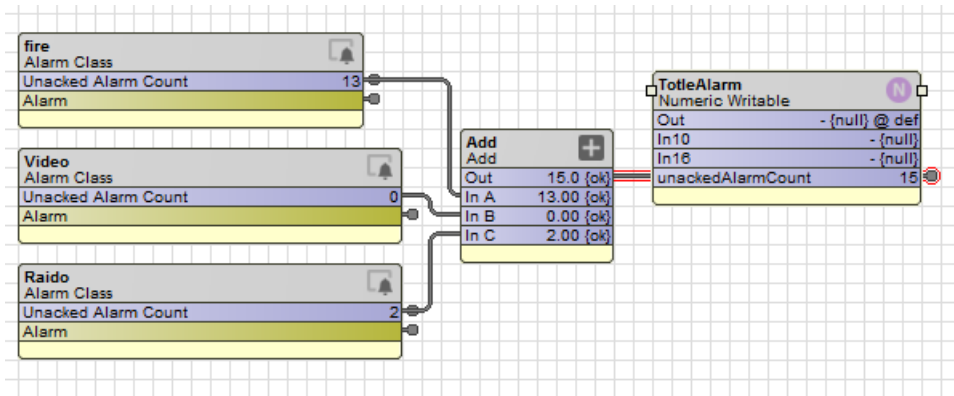 fire
Alarm Class
Unacked Alarm Count 13
Alarm
Video
Alarm Class
Unacked Alarm Count 0
Alarm
Raido
Alarm Class
Unacked Alarm Count 2
Alarm
Add
Add
Out 15.0 {ok}
In A 13.00 {ok}
In B 0.00 {ok}
In C 2.00 {ok}
TotleAlarm
Numeric Writable
N
Out - {null} @ def
In10 - {null}
In16 - {null}
unackedAlarmCount 15